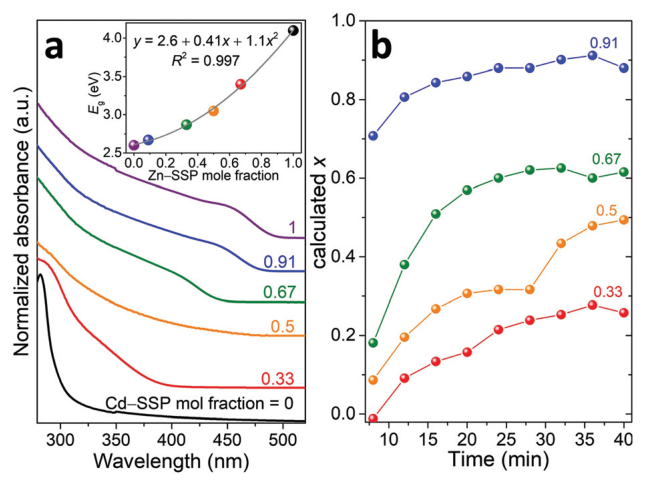 a
y = 2.6 + 0.41x + 1.1x²
R² = 0.997
4.0
3.5
3.0
2.5
E_g (eV)
0.0 0.2 0.4 0.6 0.8 1.0
Zn–SSP mole fraction
1
0.91
0.67
0.5
0.33
Cd–SSP mol fraction = 0
Normalized absorbance (a.u.)
300 350 400 450 500
Wavelength (nm)
b
1.0
0.8
0.6
0.4
0.2
0.0
calculated x
0.91
0.67
0.5
0.33
10 15 20 25 30 35 40
Time (min)